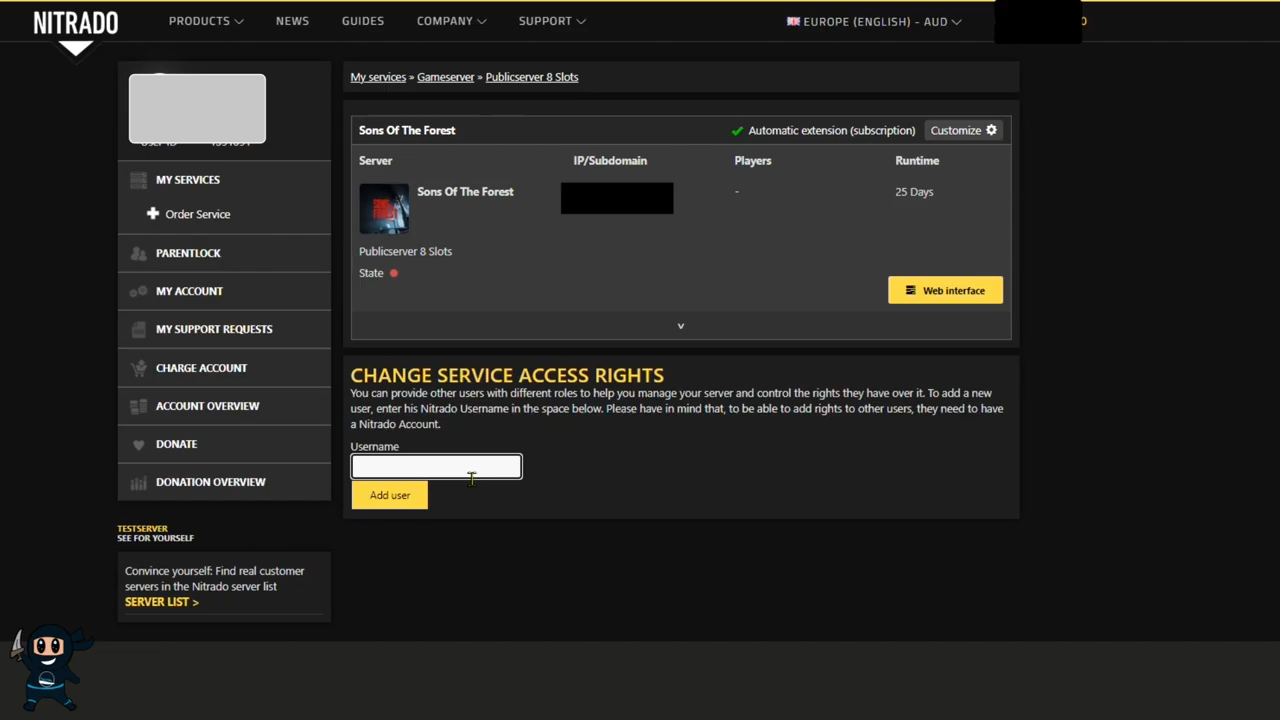 NITRADO
PRODUCTS
NEWS
GUIDES
COMPANY
SUPPORT
EUROPE (ENGLISH) - AUD
My services » Gameserver » Publicserver 8 Slots
MY SERVICES
Order Service
PARENTLOCK
MY ACCOUNT
MY SUPPORT REQUESTS
CHARGE ACCOUNT
ACCOUNT OVERVIEW
DONATE
DONATION OVERVIEW
TESTSERVER
SEE FOR YOURSELF
Convince yourself: Find real customer
servers in the Nitrado server list
SERVER LIST >
Sons Of The Forest
Automatic extension (subscription)
Customize
Server
IP/Subdomain
Players
Runtime
Sons Of The Forest
-
25 Days
Publicserver 8 Slots
State
Web interface
v
CHANGE SERVICE ACCESS RIGHTS
You can provide other users with different roles to help you manage your server and control the rights they have over it. To add a new
user, enter his Nitrado Username in the space below. Please have in mind that, to be able to add rights to other users, they need to have
a Nitrado Account.
Username
Add user